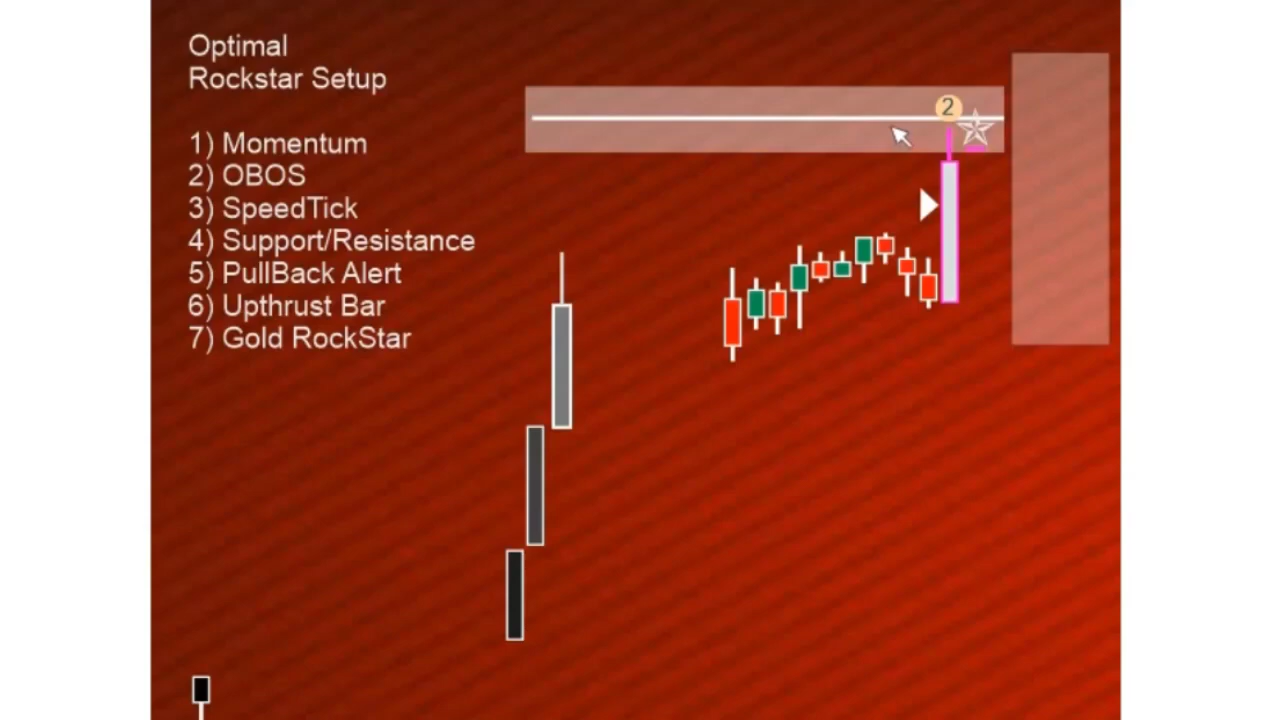 Optimal
Rockstar Setup
1) Momentum
2) OBOS
3) SpeedTick
4) Support/Resistance
5) PullBack Alert
6) Upthrust Bar
7) Gold RockStar
2